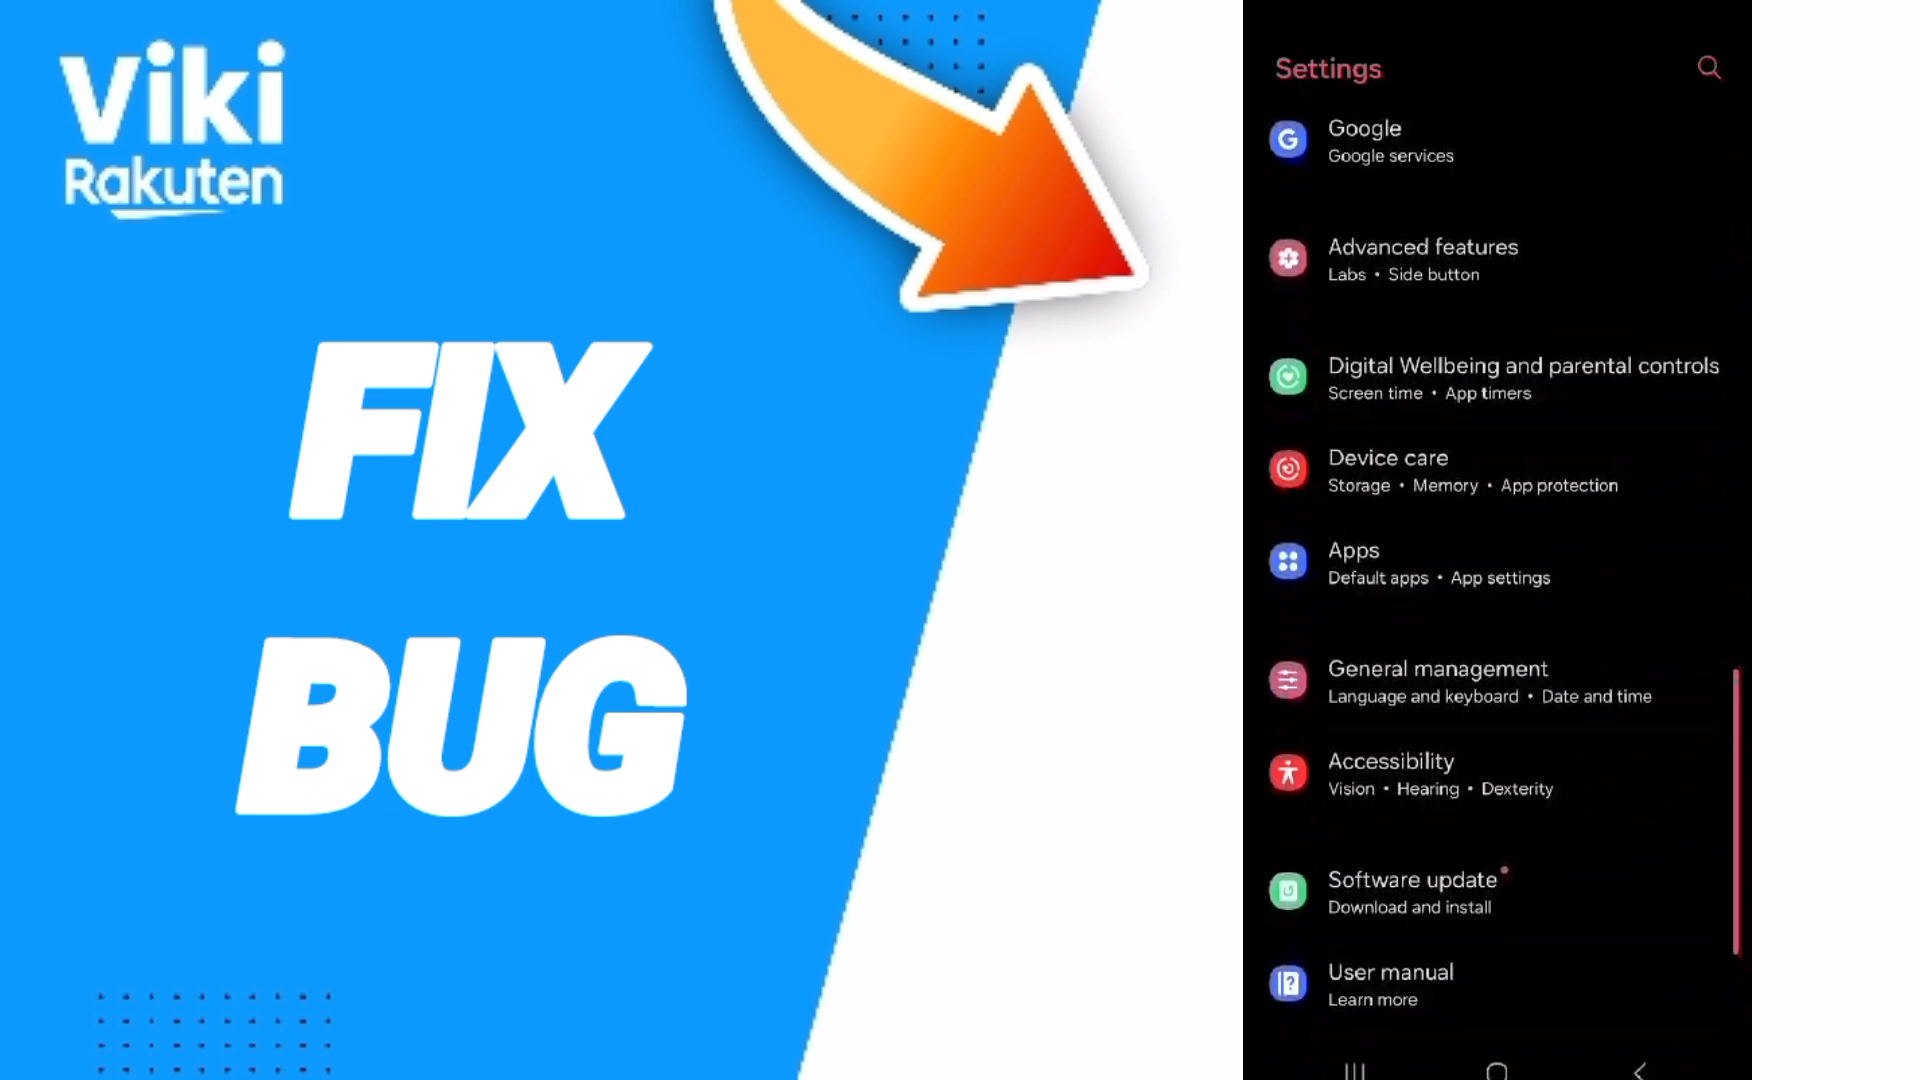 Viki
Rakuten
FIX
BUG
Settings
Google
Google services
Advanced features
Labs • Side button
Digital Wellbeing and parental controls
Screen time • App timers
Device care
Storage • Memory • App protection
Apps
Default apps • App settings
General management
Language and keyboard • Date and time
Accessibility
Vision • Hearing • Dexterity
Software update
Download and install
User manual
Learn more